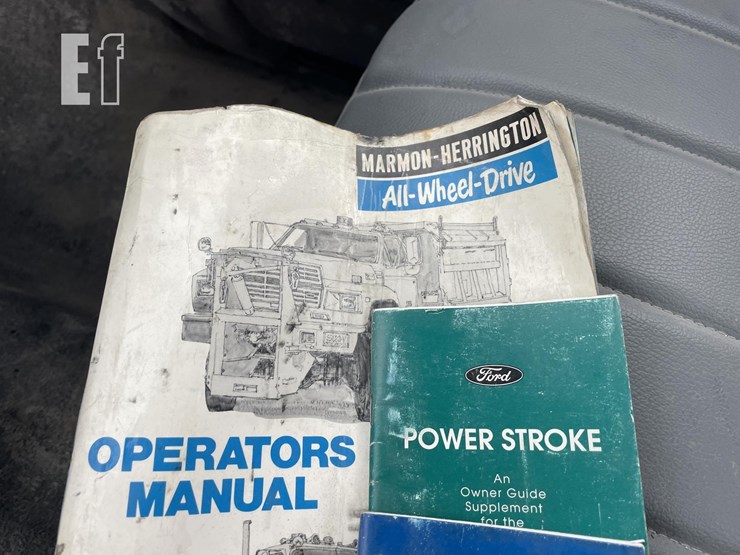 Ef
MARMON-HERRINGTON
All-Wheel-Drive
OPERATORS
MANUAL
Ford
POWER STROKE
An
Owner Guide
Supplement
for the